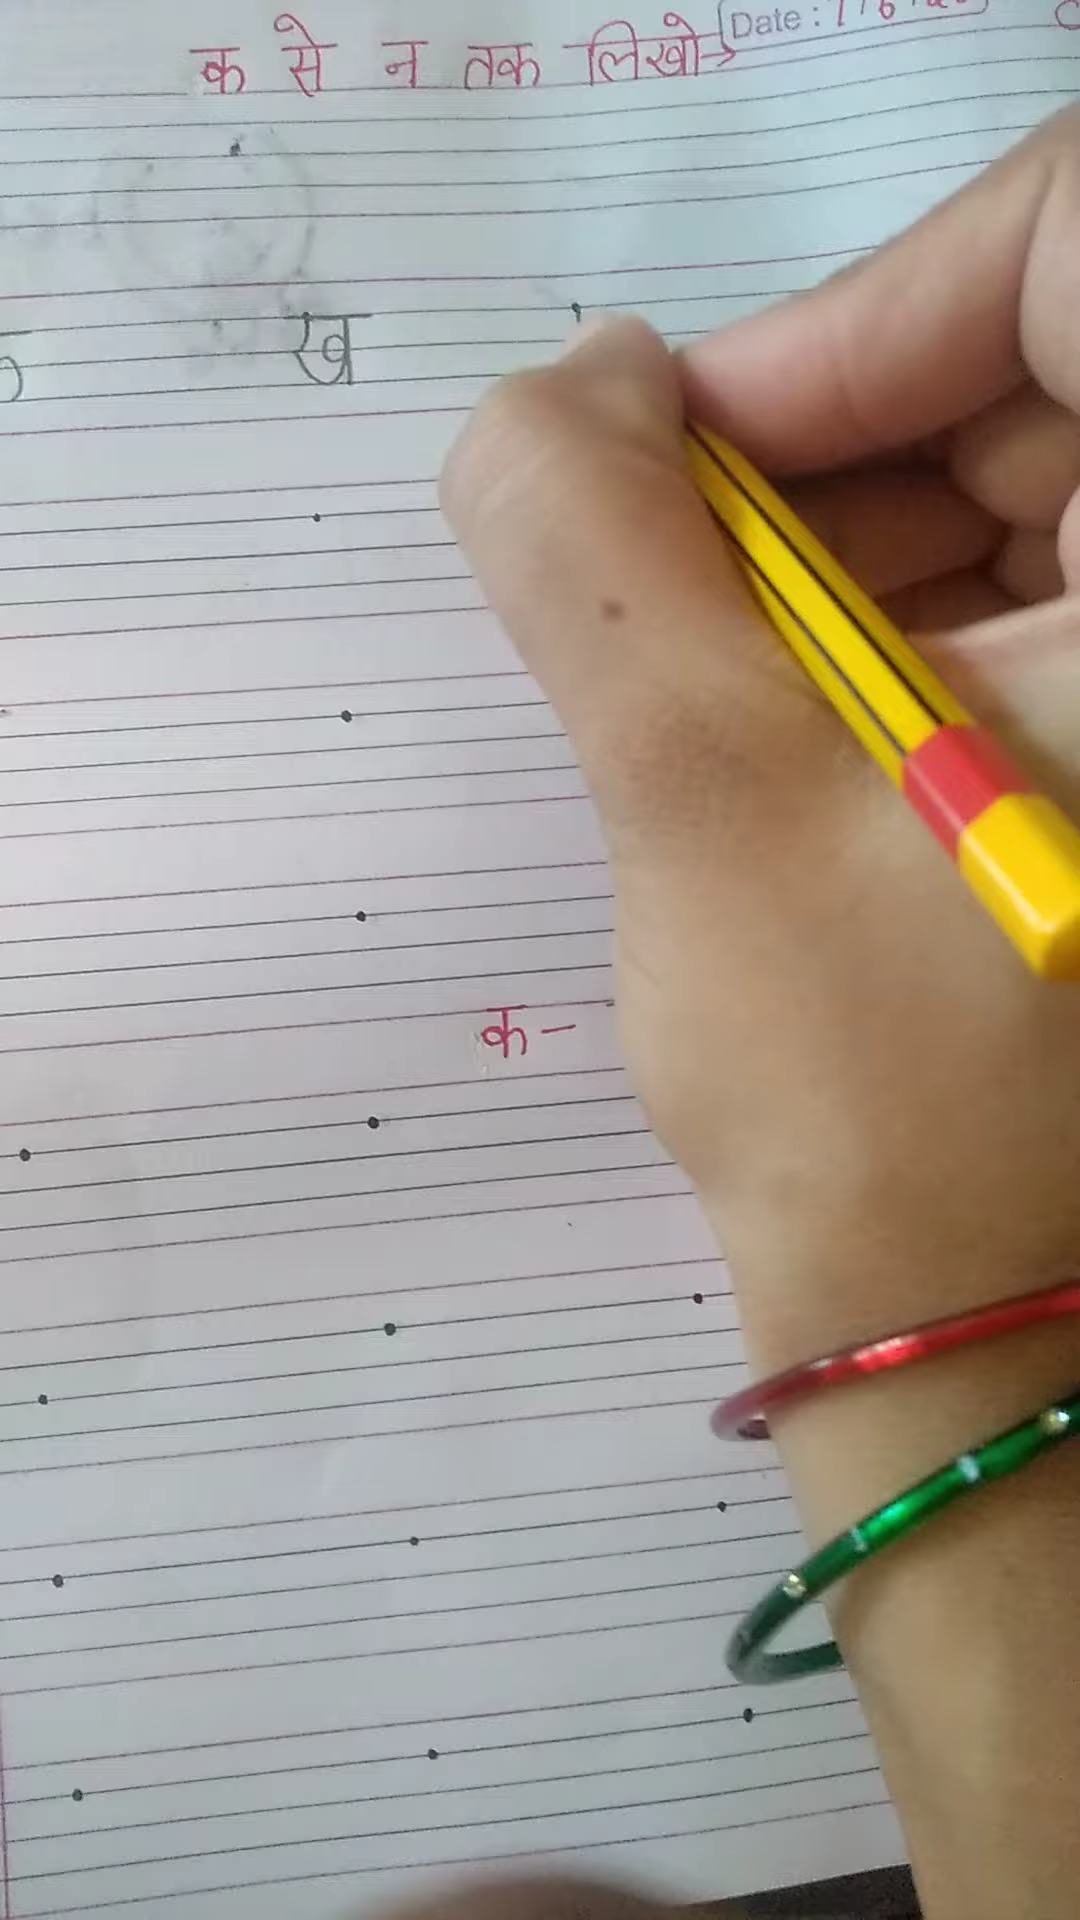 क से न तक लिखो→
Date :
ख
क –